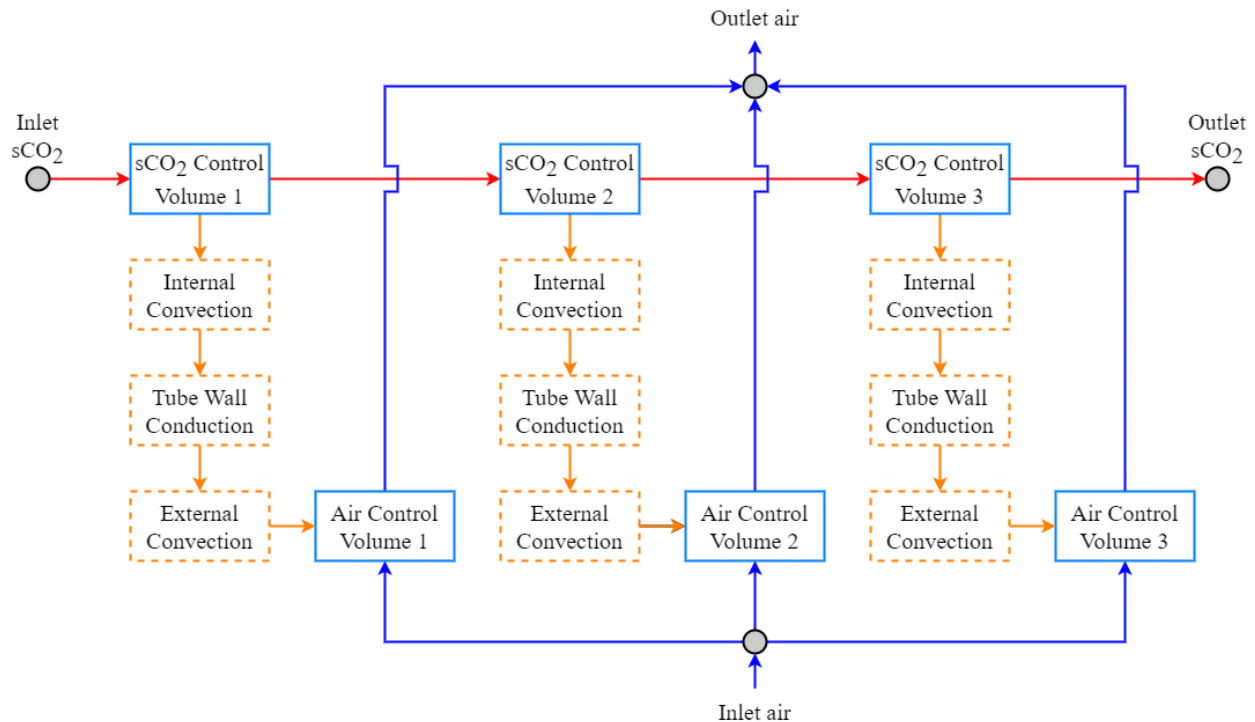 Outlet air
Inlet
sCO2
Outlet
sCO2
sCO2 Control
Volume 1
sCO2 Control
Volume 2
sCO2 Control
Volume 3
Internal
Convection
Internal
Convection
Internal
Convection
Tube Wall
Conduction
Tube Wall
Conduction
Tube Wall
Conduction
External
Convection
Air Control
Volume 1
External
Convection
Air Control
Volume 2
External
Convection
Air Control
Volume 3
Inlet air